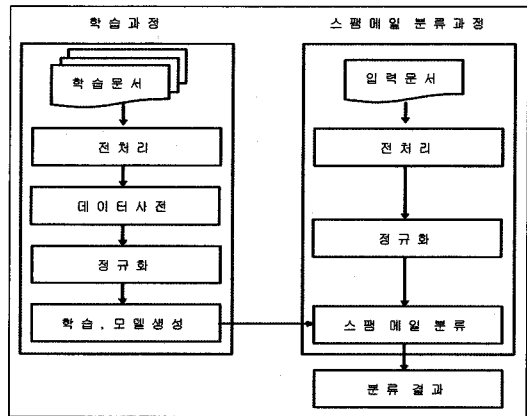 학습과정
학습문서
전처리
데이터사전
정규화
학습, 모델생성
스팸메일 분류과정
입력문서
전처리
정규화
스팸 메일 분류
분류 결과